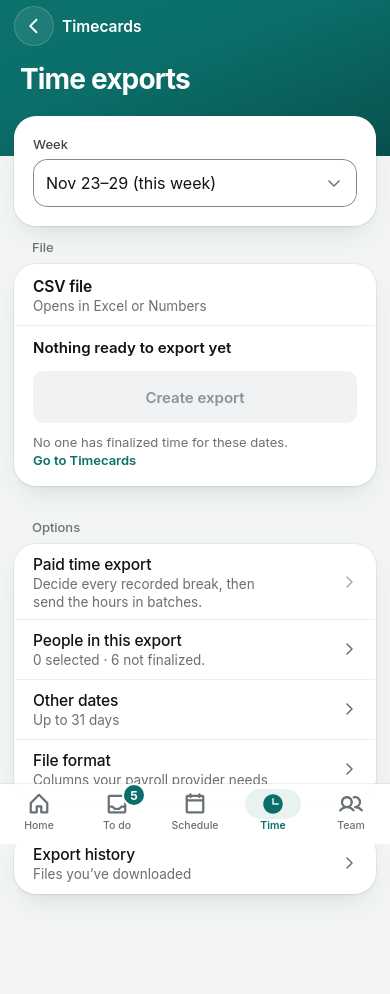 Timecards
Time exports
Week
Nov 23–29 (this week)
File
CSV file
Opens in Excel or Numbers
Nothing ready to export yet
Create export
No one has finalized time for these dates.
Go to Timecards
Options
Paid time export
Decide every recorded break, then
send the hours in batches.
People in this export
0 selected · 6 not finalized.
Other dates
Up to 31 days
File format
Columns your payroll provider needs
5
Home
To do
Schedule
Time
Team
Export history
Files you’ve downloaded